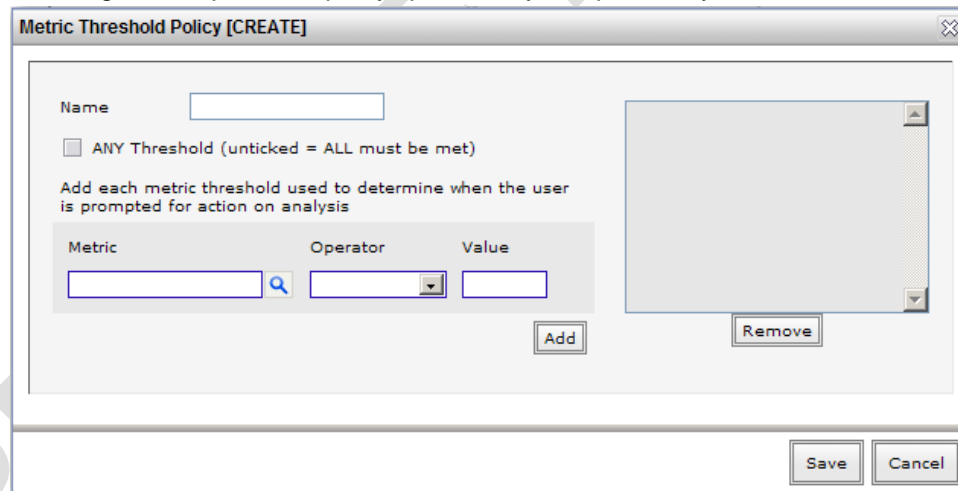 Metric Threshold Policy [CREATE]
Name
ANY Threshold (unticked = ALL must be met)
Add each metric threshold used to determine when the user
is prompted for action on analysis
Metric Operator Value
Add
Remove
Save Cancel